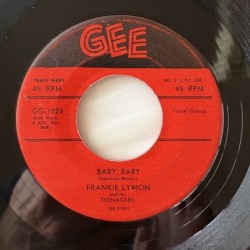 GEE
TRADE MARK
REG. U. S. PAT. OFF.
45 RPM
45 RPM
GG-1026
Vocal Group
BABY, BABY
FRANKIE LYMON
and the
TEENAGERS